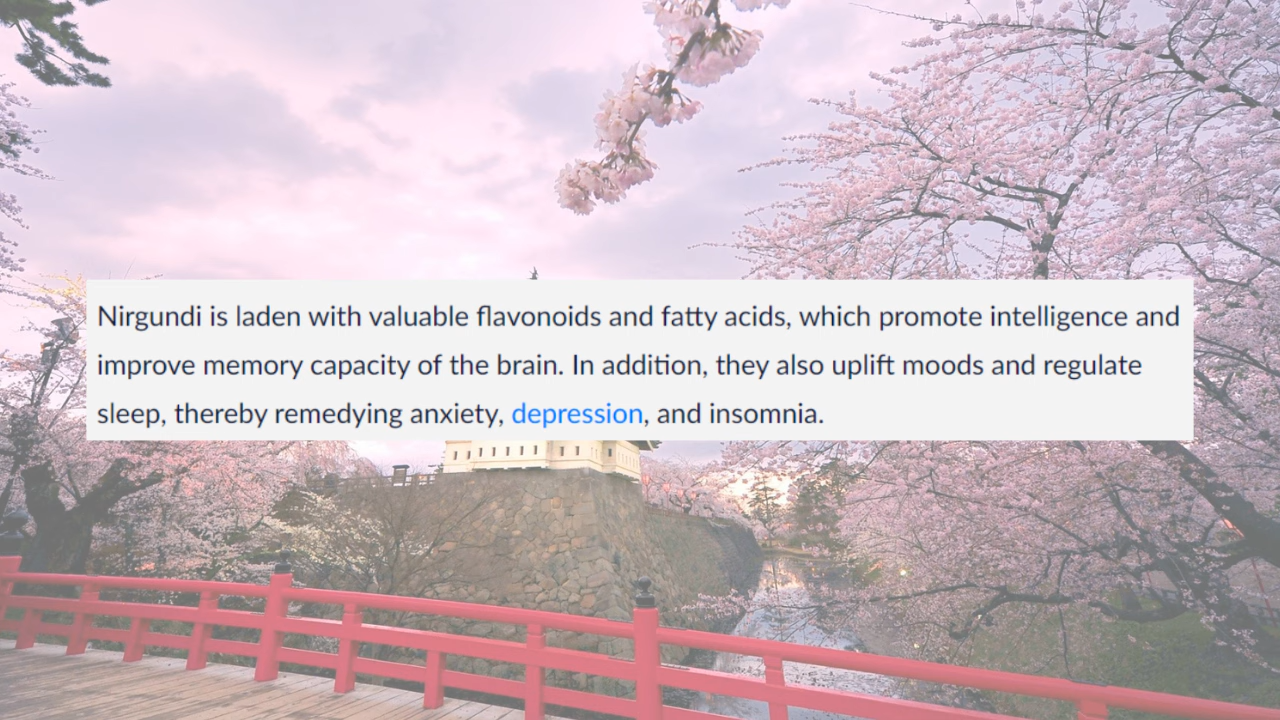 Nirgundi is laden with valuable flavonoids and fatty acids, which promote intelligence and
improve memory capacity of the brain. In addition, they also uplift moods and regulate
sleep, thereby remedying anxiety, depression, and insomnia.